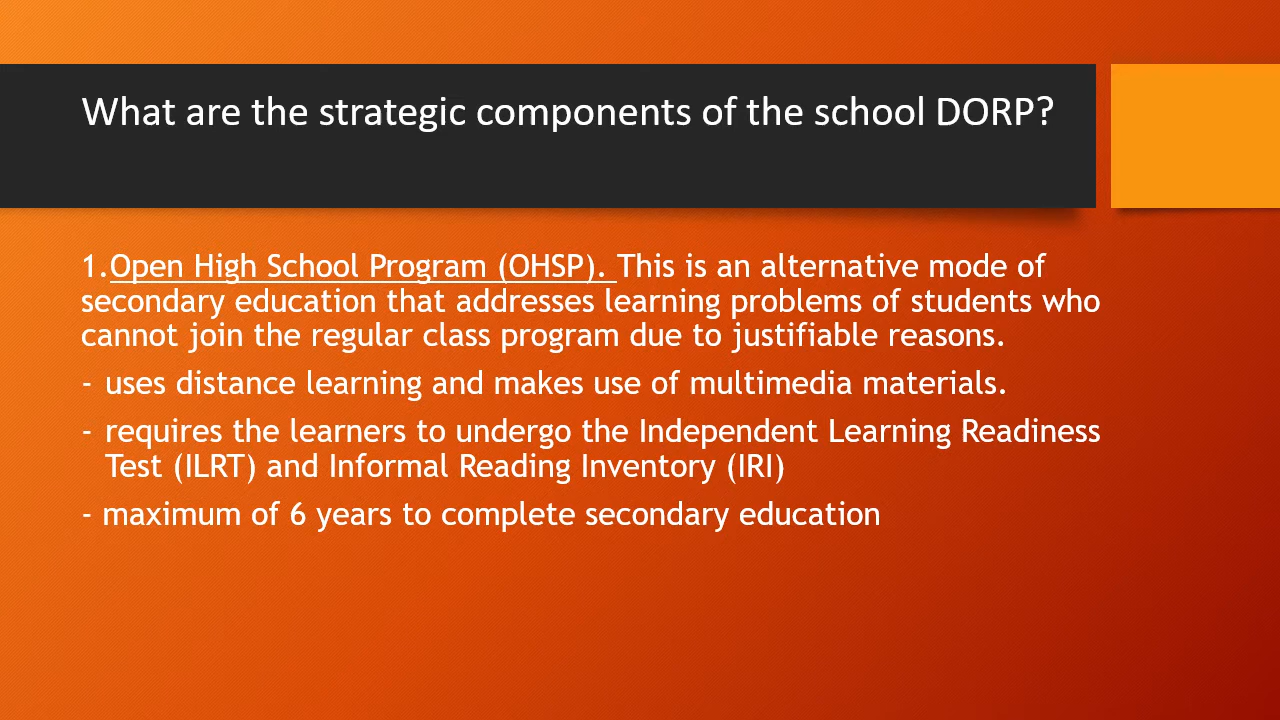 What are the strategic components of the school DORP?
1.Open High School Program (OHSP). This is an alternative mode of
secondary education that addresses learning problems of students who
cannot join the regular class program due to justifiable reasons.
- uses distance learning and makes use of multimedia materials.
- requires the learners to undergo the Independent Learning Readiness
Test (ILRT) and Informal Reading Inventory (IRI)
- maximum of 6 years to complete secondary education